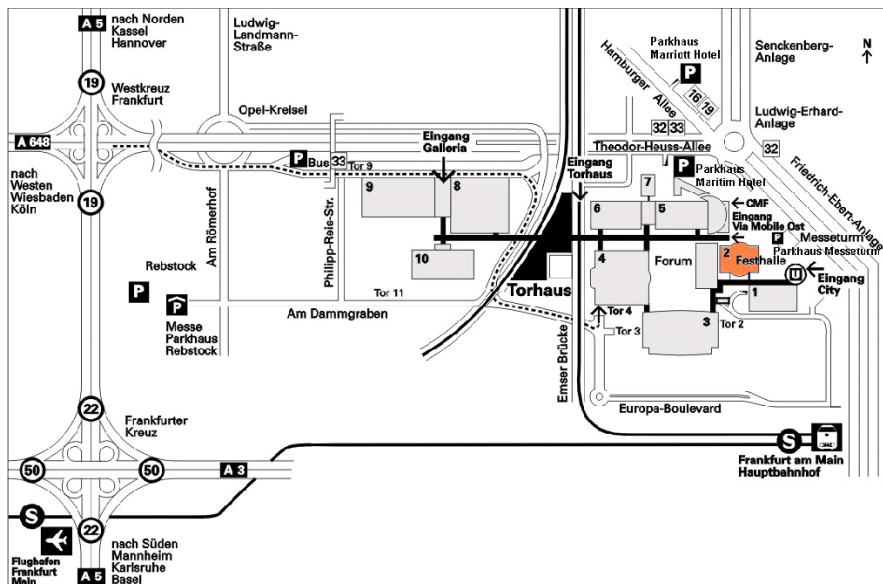 A 5
nach Norden
Kassel
Hannover
Ludwig-
Landmann-
Straße
Parkhaus
Marriott Hotel
P
Senckenberg-
Anlage
N
Hamburger Allee
16 19
19
Westkreuz
Frankfurt
Opel-Kreisel
Ludwig-Erhard-
Anlage
A 648
Eingang
Galleria
32 33
Theodor-Heuss-Allee
32
P Bus 33 Tor 9
Eingang
Torhaus
P
Parkhaus
Maritim Hotel
Friedrich-Ebert-Anlage
nach
Westen
Wiesbaden
Köln
19
9
8
7
6
5
CMF
Eingang
Via Mobile Ost
Am Römerhof
Philipp-Reis-Str.
P
Messeturm
Parkhaus Messeturm
10
4
Forum
2
Festhalle
U
Eingang
City
Rebstock
P
P
Tor 11
Torhaus
1
Messe
Parkhaus
Rebstock
Am Dammgraben
Tor 4
Tor 3
3
Tor 2
Emser Brücke
22
Europa-Boulevard
Frankfurter
Kreuz
S
Frankfurt am Main
Hauptbahnhof
50
50
A 3
S
22
Flughafen
Frankfurt
Main
nach Süden
Mannheim
Karlsruhe
Basel
A 5